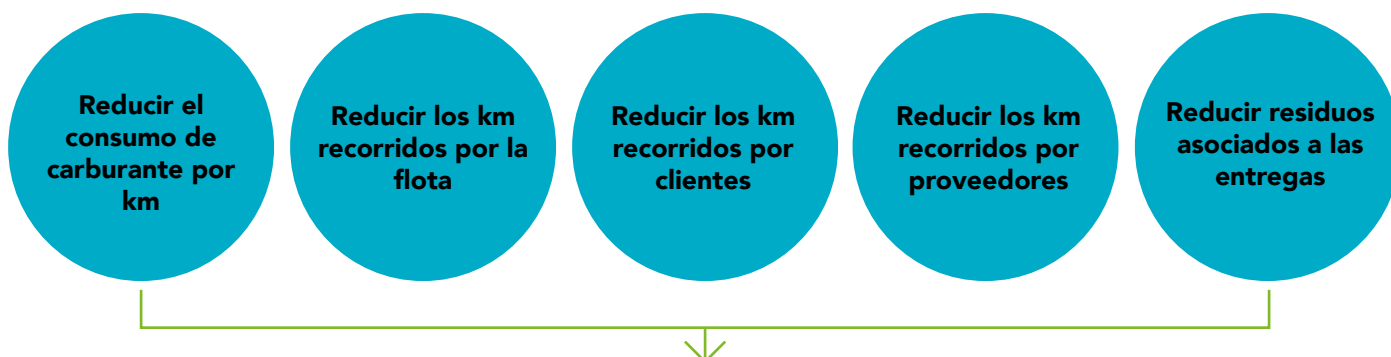 Reducir el
consumo de
carburante por
km
Reducir los km
recorridos por la
flota
Reducir los km
recorridos por
clientes
Reducir los km
recorridos por
proveedores
Reducir residuos
asociados a las
entregas